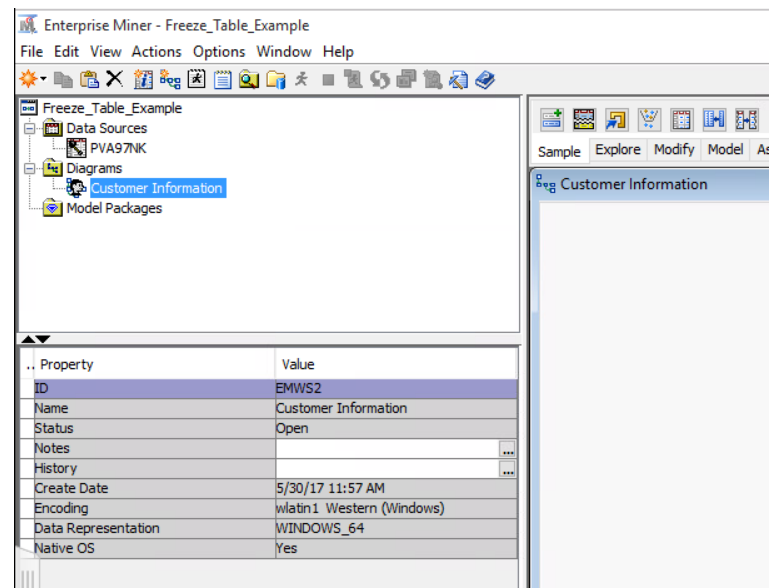 Enterprise Miner - Freeze_Table_Example
File Edit View Actions Options Window Help
Freeze_Table_Example
Data Sources
PVA97NK
Diagrams
Customer Information
Model Packages
Sample Explore Modify Model As
Customer Information
.. Property Value
ID EMWS2
Name Customer Information
Status Open
Notes ...
History ...
Create Date 5/30/17 11:57 AM
Encoding wlatin1 Western (Windows)
Data Representation WINDOWS_64
Native OS Yes